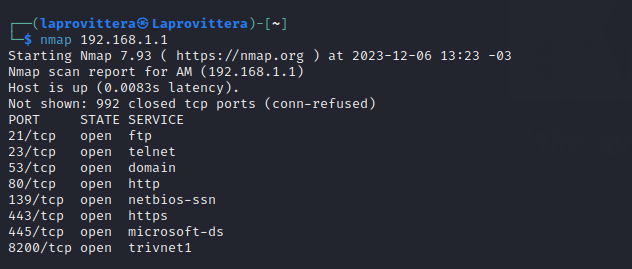 ┌──(laprovittera㉿Laprovittera)-[~]
└─$ nmap 192.168.1.1
Starting Nmap 7.93 ( https://nmap.org ) at 2023-12-06 13:23 -03
Nmap scan report for AM (192.168.1.1)
Host is up (0.0083s latency).
Not shown: 992 closed tcp ports (conn-refused)
PORT     STATE SERVICE
21/tcp   open  ftp
23/tcp   open  telnet
53/tcp   open  domain
80/tcp   open  http
139/tcp  open  netbios-ssn
443/tcp  open  https
445/tcp  open  microsoft-ds
8200/tcp open  trivnet1